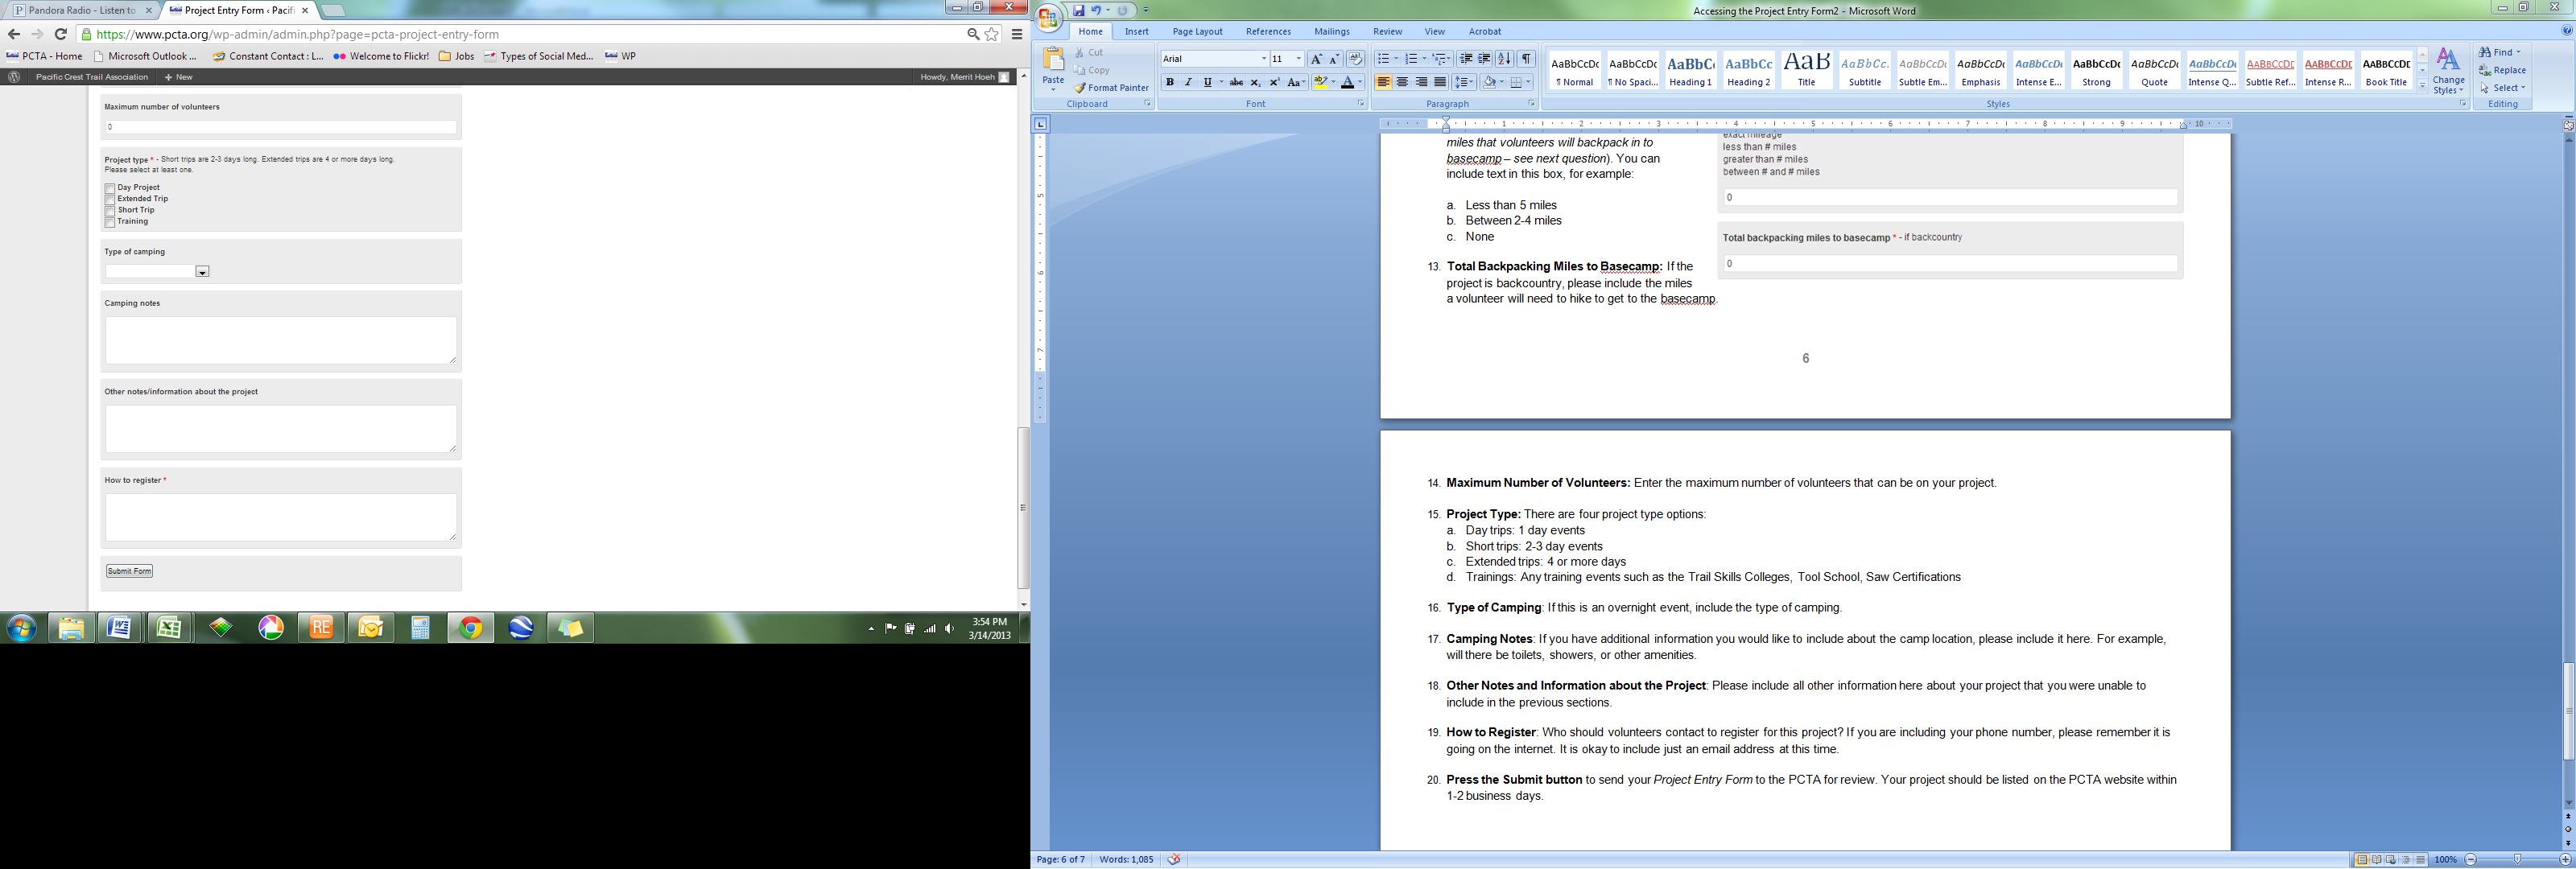 Pandora Radio - Listen to
Project Entry Form ‹ Pacifi
https://www.pcta.org/wp-admin/admin.php?page=pcta-project-entry-form
PCTA - Home
Microsoft Outlook ...
Constant Contact : L...
Welcome to Flickr!
Jobs
Types of Social Med...
WP
Pacific Crest Trail Association
+ New
Howdy, Merrit Hoeh
Maximum number of volunteers
0
Project type * - Short trips are 2-3 days long. Extended trips are 4 or more days long.
Please select at least one.
Day Project
Extended Trip
Short Trip
Training
Type of camping
Camping notes
Other notes/information about the project
How to register *
Submit Form
3:54 PM
3/14/2013
Accessing the Project Entry Form2 - Microsoft Word
Home Insert Page Layout References Mailings Review View Acrobat
Paste
Cut
Copy
Format Painter
Clipboard
Arial
11
Font
Paragraph
AaBbCcDc AaBbCcDc AaBbC AaBbCc AaB AaBbCc. AaBbCcDc AaBbCcDc AaBbCcDc AaBbCcDc AaBbCcDc AaBbCcDc AABBCCDC AABBCCDC AABBCCDC
¶ Normal ¶ No Spaci... Heading 1 Heading 2 Title Subtitle Subtle Em... Emphasis Intense E... Strong Quote Intense Q... Subtle Ref... Intense R... Book Title
Styles
Change
Styles
Find
Replace
Select
Editing
miles that volunteers will backpack in to
basecamp – see next question). You can
include text in this box, for example:
a. Less than 5 miles
b. Between 2-4 miles
c. None
13. Total Backpacking Miles to Basecamp: If the
project is backcountry, please include the miles
a volunteer will need to hike to get to the basecamp.
exact mileage
less than # miles
greater than # miles
between # and # miles
0
Total backpacking miles to basecamp * - if backcountry
0
6
14. Maximum Number of Volunteers: Enter the maximum number of volunteers that can be on your project.
15. Project Type: There are four project type options:
a. Day trips: 1 day events
b. Short trips: 2-3 day events
c. Extended trips: 4 or more days
d. Trainings: Any training events such as the Trail Skills Colleges, Tool School, Saw Certifications
16. Type of Camping: If this is an overnight event, include the type of camping.
17. Camping Notes: If you have additional information you would like to include about the camp location, please include it here. For example,
will there be toilets, showers, or other amenities.
18. Other Notes and Information about the Project: Please include all other information here about your project that you were unable to
include in the previous sections.
19. How to Register: Who should volunteers contact to register for this project? If you are including your phone number, please remember it is
going on the internet. It is okay to include just an email address at this time.
20. Press the Submit button to send your Project Entry Form to the PCTA for review. Your project should be listed on the PCTA website within
1-2 business days.
Page: 6 of 7
Words: 1,085
100%